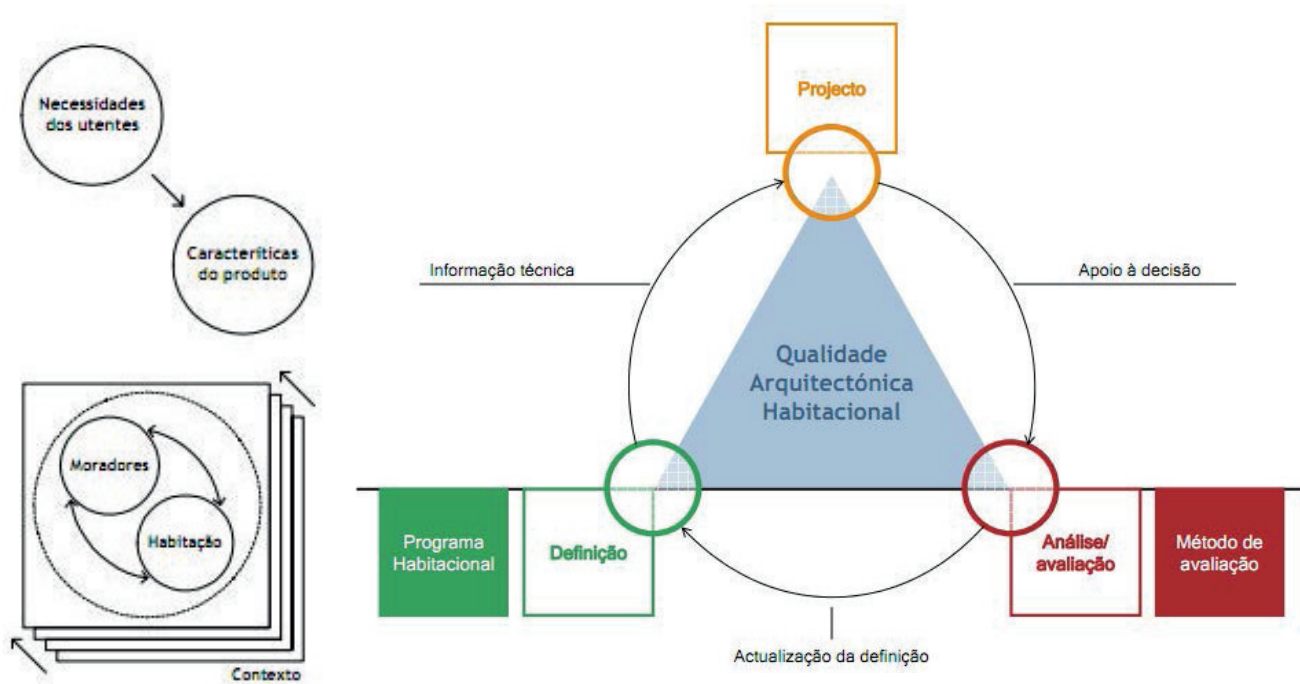 Necessidades
dos utentes
Caracteríticas
do produto
Moradores
Habitação
Contexto
Projecto
Informação técnica
Apoio à decisão
Qualidade
Arquitectónica
Habitacional
Programa
Habitacional
Definição
Análise/
avaliação
Método de
avaliação
Actualização da definição